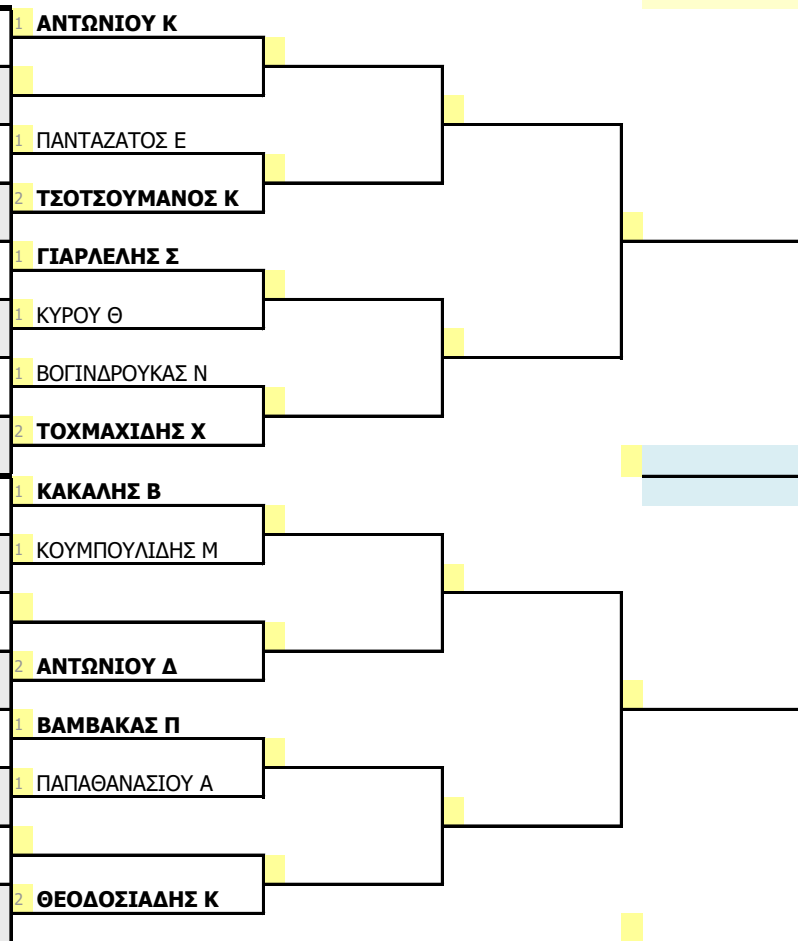 1 ΑΝΤΩΝΙΟΥ Κ
1 ΠΑΝΤΑΖΑΤΟΣ Ε
2 ΤΣΟΤΣΟΥΜΑΝΟΣ Κ
1 ΓΙΑΡΛΕΛΗΣ Σ
1 ΚΥΡΟΥ Θ
1 ΒΟΓΙΝΔΡΟΥΚΑΣ Ν
2 ΤΟΧΜΑΧΙΔΗΣ Χ
1 ΚΑΚΑΛΗΣ Β
1 ΚΟΥΜΠΟΥΛΙΔΗΣ Μ
2 ΑΝΤΩΝΙΟΥ Δ
1 ΒΑΜΒΑΚΑΣ Π
1 ΠΑΠΑΘΑΝΑΣΙΟΥ Α
2 ΘΕΟΔΟΣΙΑΔΗΣ Κ